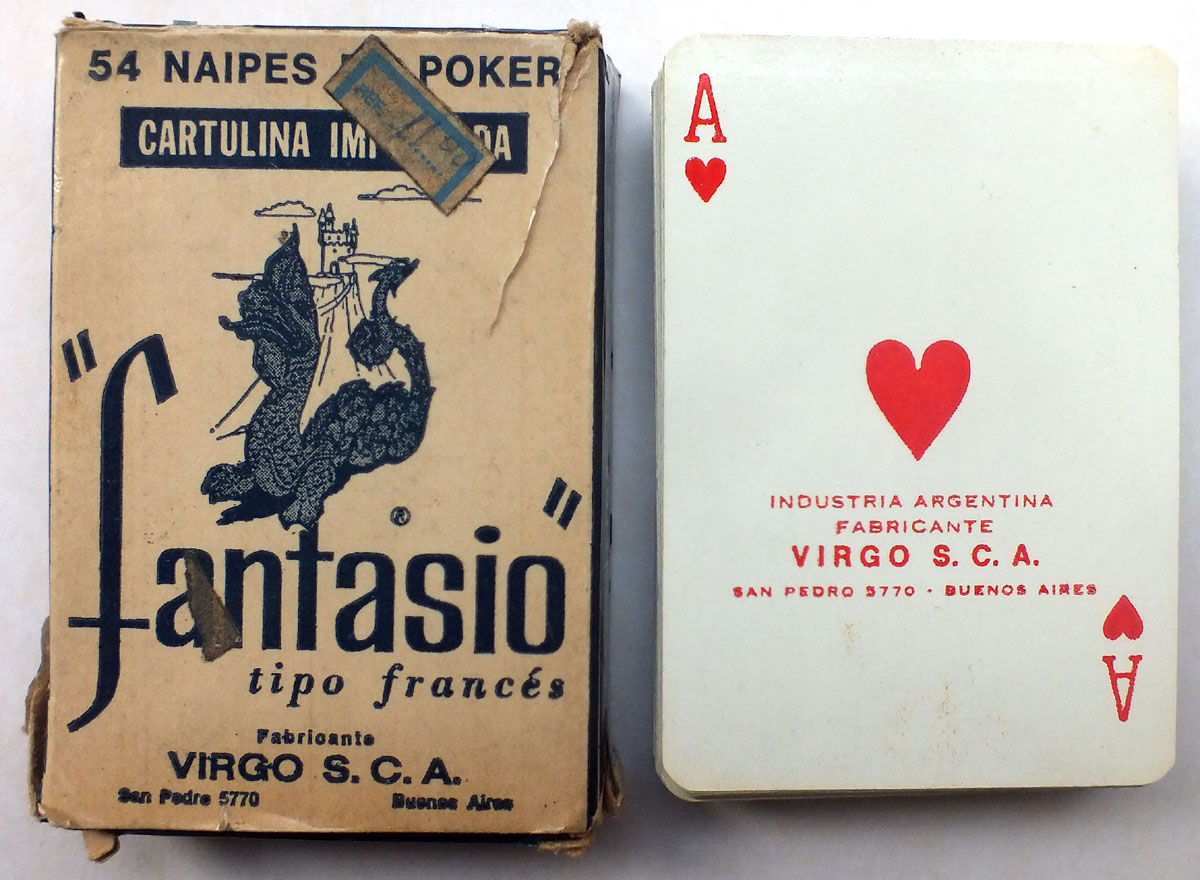 54 NAIPES POKER
CARTULINA
11
"fantasio"
®
tipo francés
Fabricante
VIRGO S. C. A.
San Pedro 5770 Buenos Aires
A
INDUSTRIA ARGENTINA
FABRICANTE
VIRGO S. C. A.
SAN PEDRO 5770 - BUENOS AIRES
A